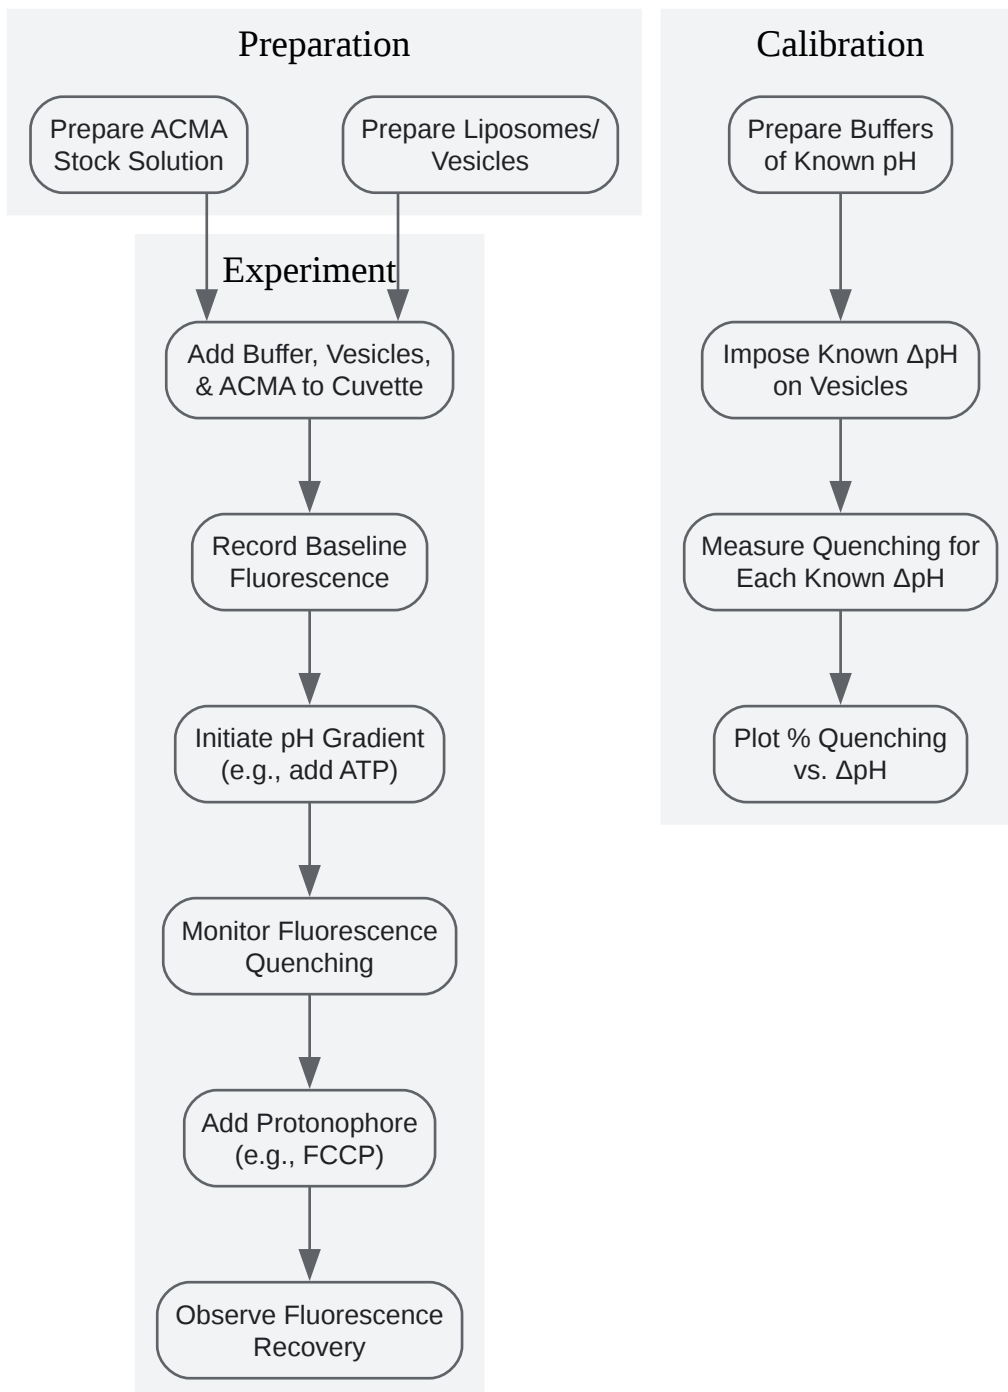 Preparation
Prepare ACMA
Stock Solution
Prepare Liposomes/
Vesicles
Experiment
Add Buffer, Vesicles,
& ACMA to Cuvette
Record Baseline
Fluorescence
Initiate pH Gradient
(e.g., add ATP)
Monitor Fluorescence
Quenching
Add Protonophore
(e.g., FCCP)
Observe Fluorescence
Recovery
Calibration
Prepare Buffers
of Known pH
Impose Known ΔpH
on Vesicles
Measure Quenching for
Each Known ΔpH
Plot % Quenching
vs. ΔpH